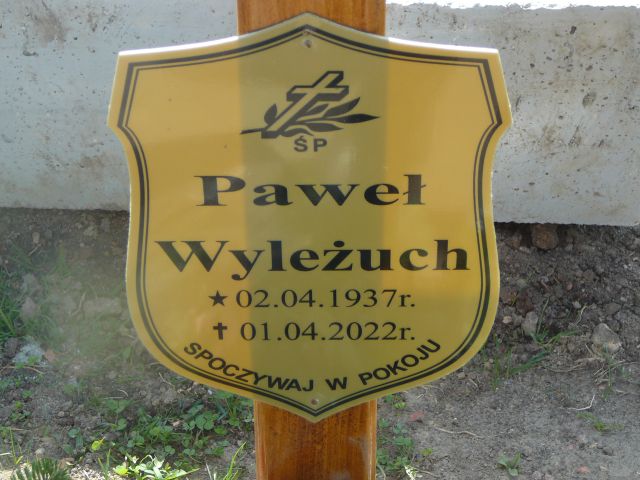 ŚP
Paweł
Wyleżuch
★ 02.04.1937r.
✝ 01.04.2022r.
SPOCZYWAJ W POKOJU